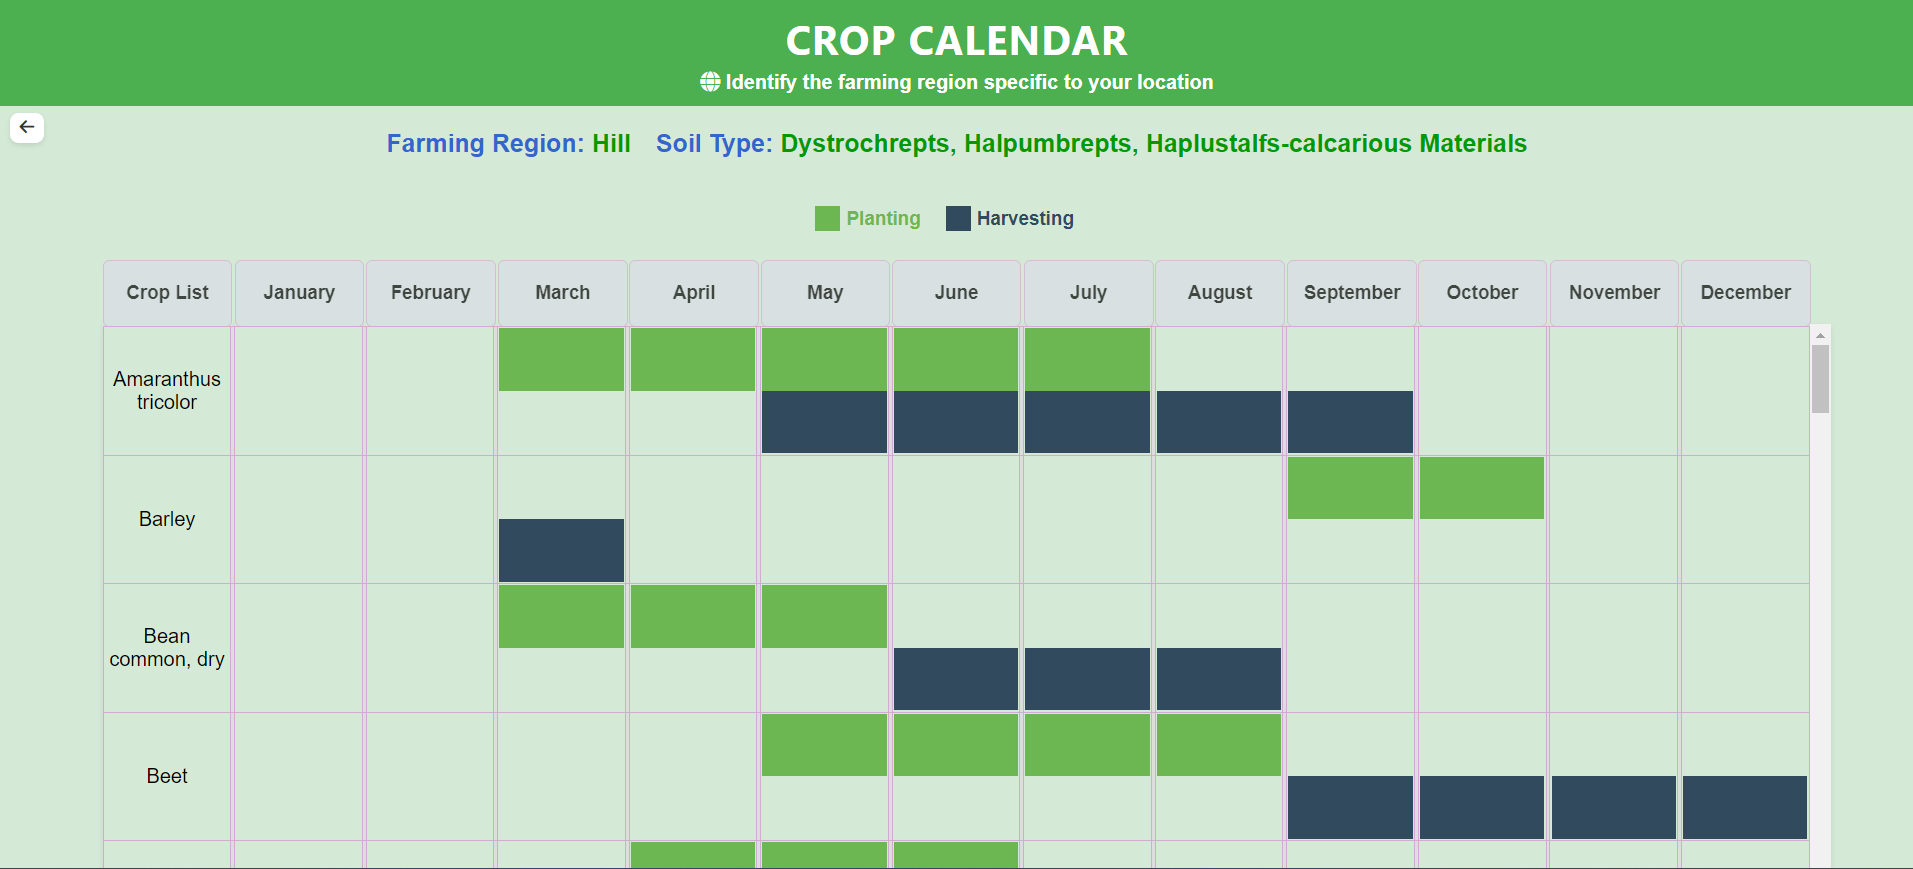 CROP CALENDAR
Identify the farming region specific to your location
Farming Region: Hill Soil Type: Dystrochrepts, Halpumbrepts, Haplustalfs-calcarious Materials
Planting Harvesting
Crop List January February March April May June July August September October November December
Amaranthus
tricolor
Barley
Bean
common, dry
Beet